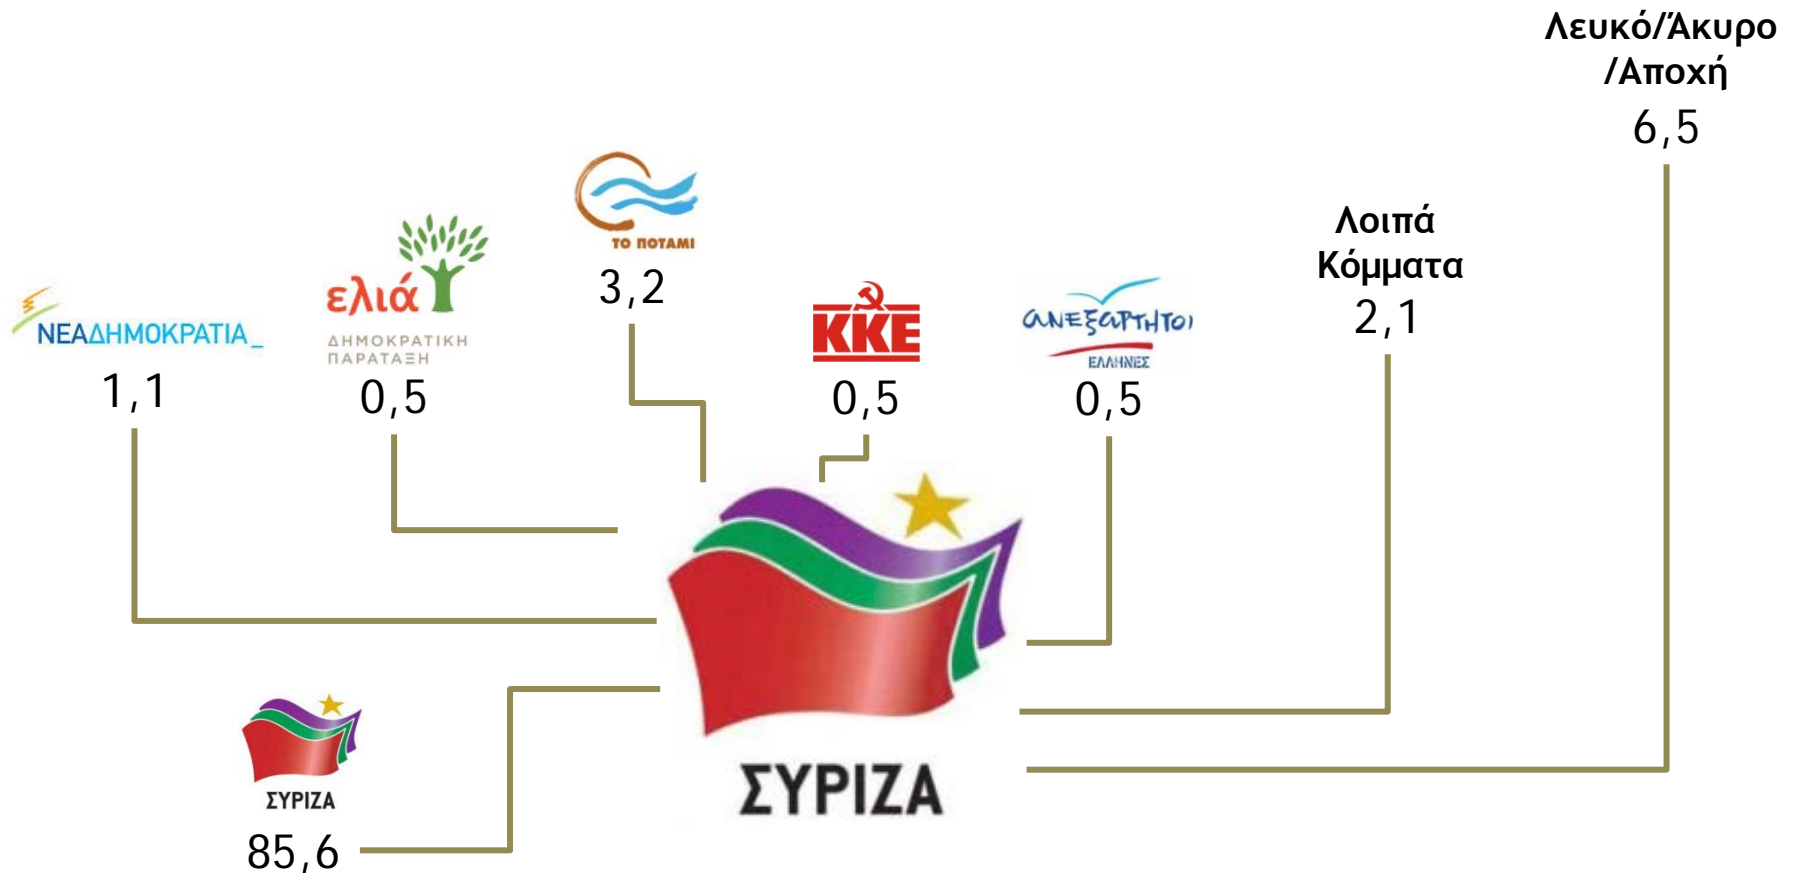 Λευκό/Άκυρο
/Αποχή
6,5
ΤΟ ΠΟΤΑΜΙ
3,2
Λοιπά
Κόμματα
2,1
ελιά
ΔΗΜΟΚΡΑΤΙΚΗ
ΠΑΡΑΤΑΞΗ
0,5
ΝΕΑΔΗΜΟΚΡΑΤΙΑ_
1,1
ΚΚΕ
0,5
ανεξαρτητοι
ΕΛΛΗΝΕΣ
0,5
ΣΥΡΙΖΑ
ΣΥΡΙΖΑ
85,6